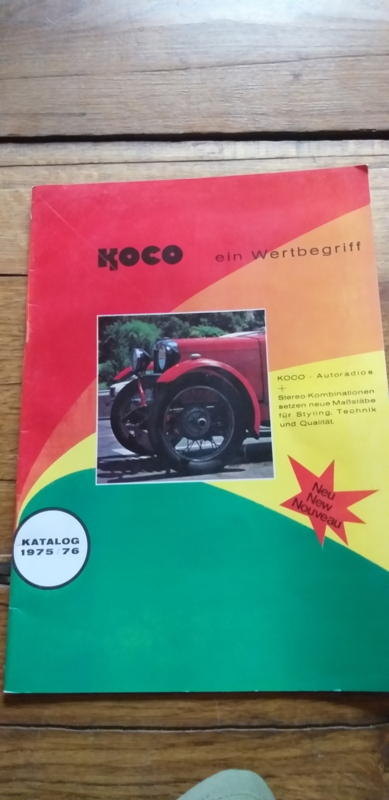 KOCO ein Wertbegriff
KOCO - Autoradios
+
Stereo-Kombinationen
setzen neue Maßstäbe
für Styling, Technik
und Qualität.
Neu
New
Nouveau
KATALOG
1975/76